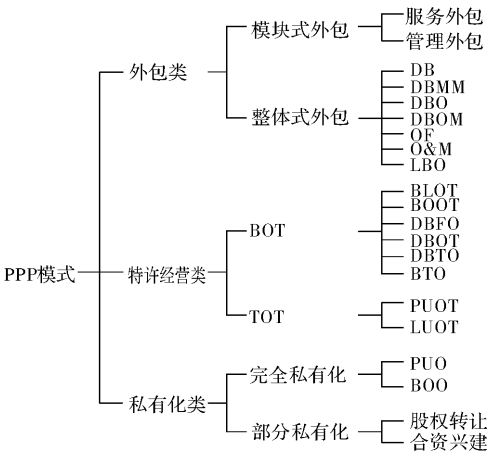 PPP模式
外包类
模块式外包
服务外包
管理外包
整体式外包
DB
DBMM
DBO
DBOM
OF
O&M
LBO
特许经营类
BOT
BLOT
BOOT
DBFO
DBOT
DBTO
BTO
TOT
PUOT
LUOT
私有化类
完全私有化
PUO
BOO
部分私有化
股权转让
合资兴建